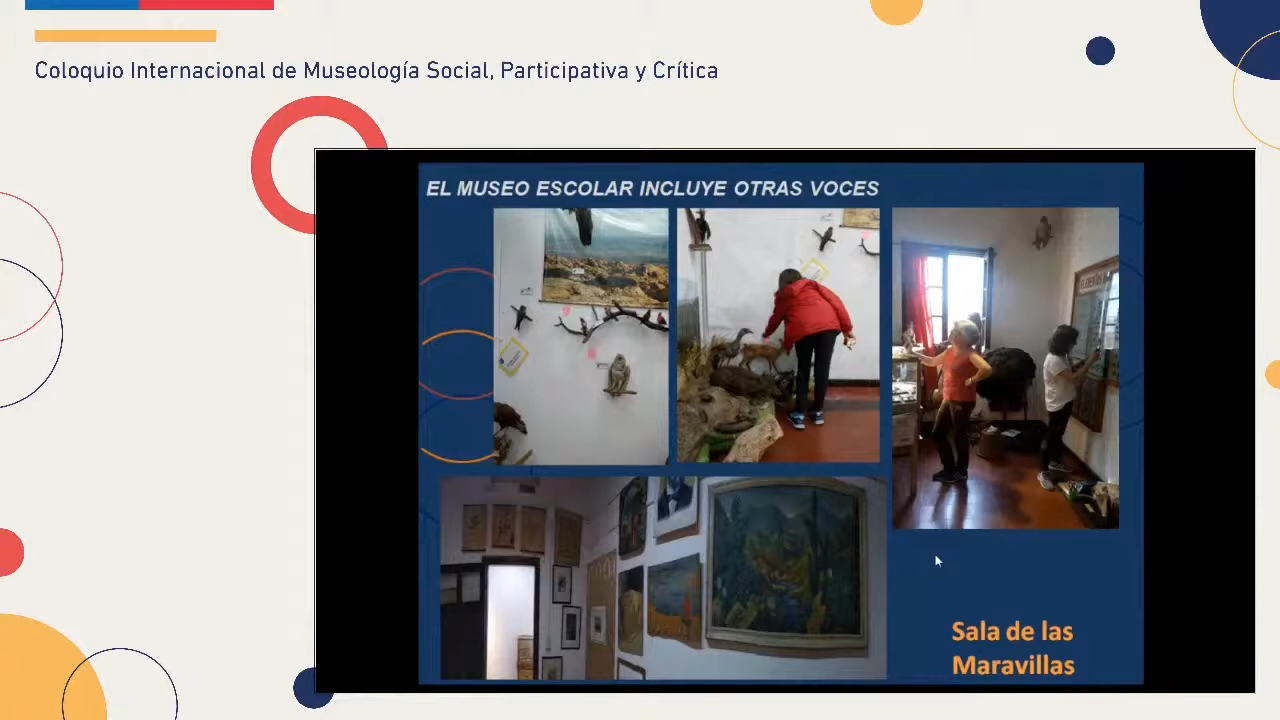 Coloquio Internacional de Museología Social, Participativa y Crítica
EL MUSEO ESCOLAR INCLUYE OTRAS VOCES
Sala de las
Maravillas